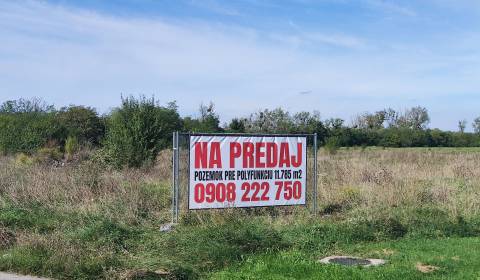 NA PREDAJ
POZEMOK PRE POLYFUNKCIU 11.785 m2
0908 222 750